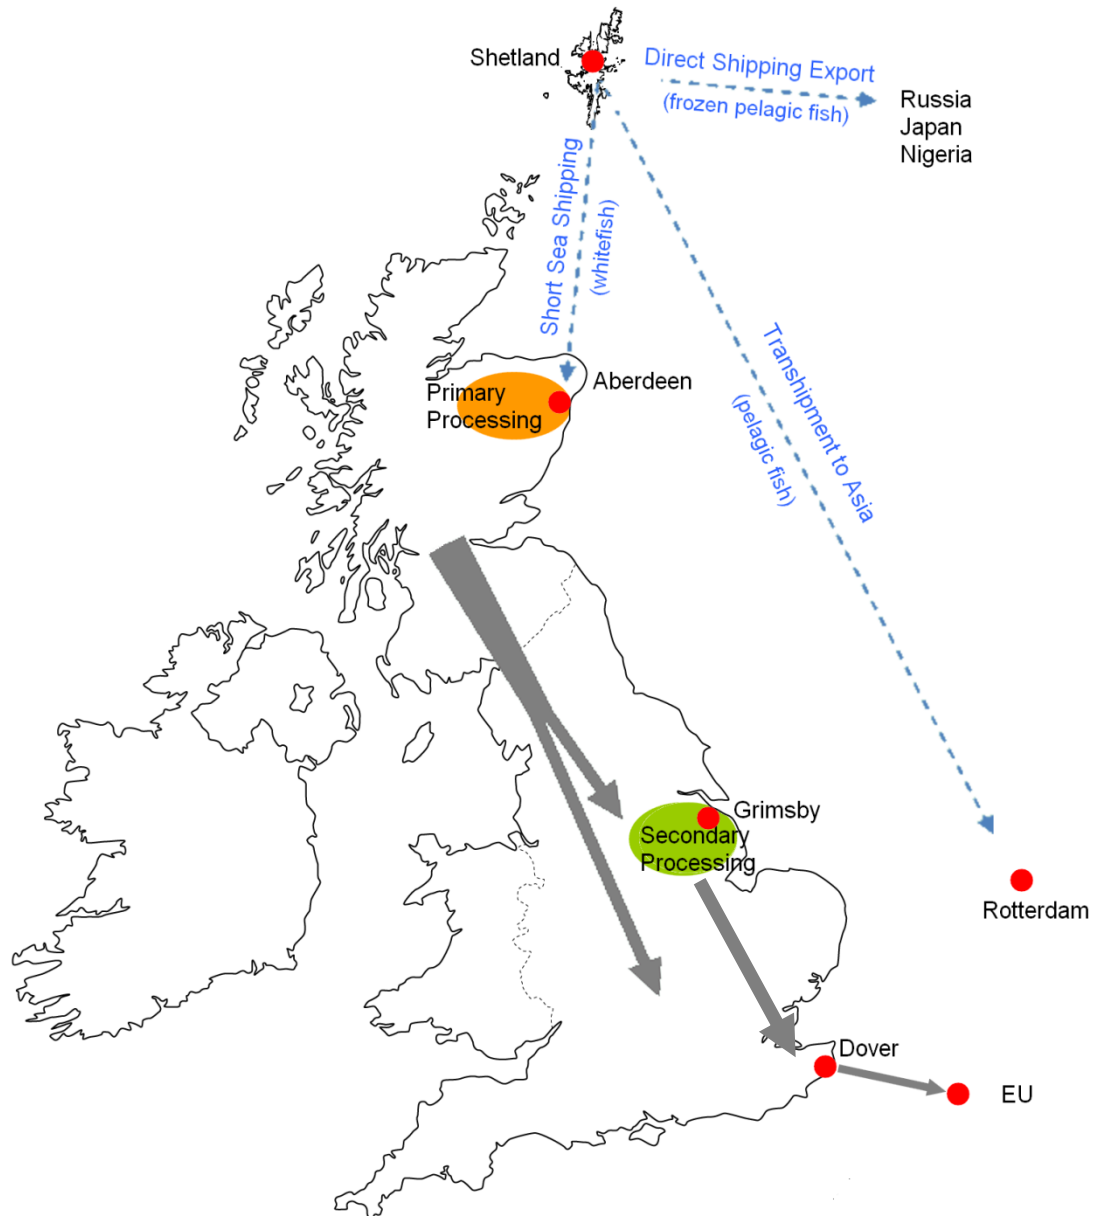 Shetland
Direct Shipping Export
(frozen pelagic fish)
Russia
Japan
Nigeria
Short Sea Shipping
(whitefish)
Transhipment to Asia
(pelagic fish)
Aberdeen
Primary
Processing
Grimsby
Secondary
Processing
Rotterdam
Dover
EU